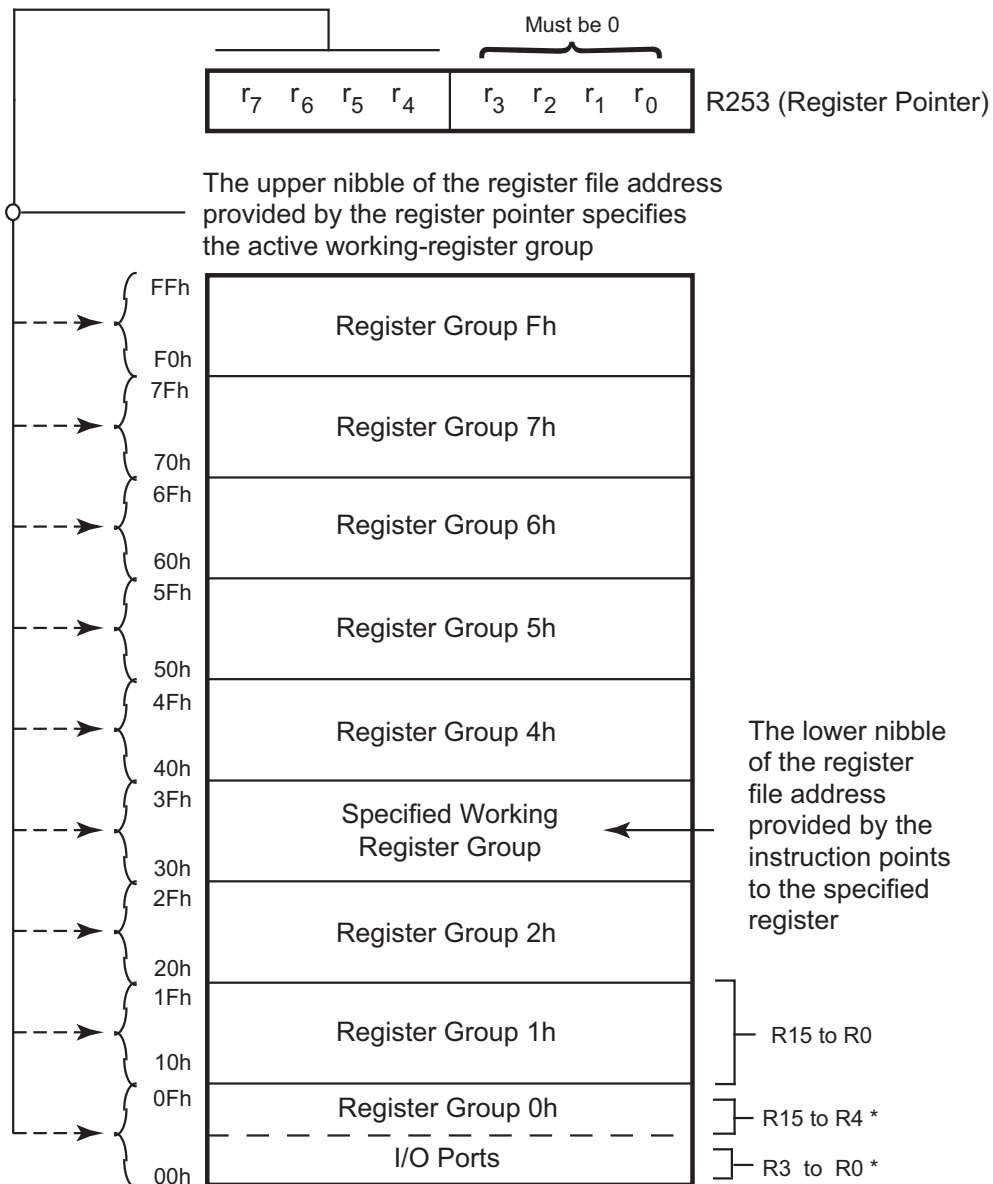 Must be 0
r7 r6 r5 r4 r3 r2 r1 r0
R253 (Register Pointer)
The upper nibble of the register file address
provided by the register pointer specifies
the active working-register group
FFh
Register Group Fh
F0h
7Fh
Register Group 7h
70h
6Fh
Register Group 6h
60h
5Fh
Register Group 5h
50h
4Fh
Register Group 4h
40h
3Fh
Specified Working
Register Group
30h
The lower nibble
of the register
file address
provided by the
instruction points
to the specified
register
2Fh
Register Group 2h
20h
1Fh
Register Group 1h
10h
R15 to R0
0Fh
Register Group 0h
R15 to R4 *
I/O Ports
00h
R3 to R0 *